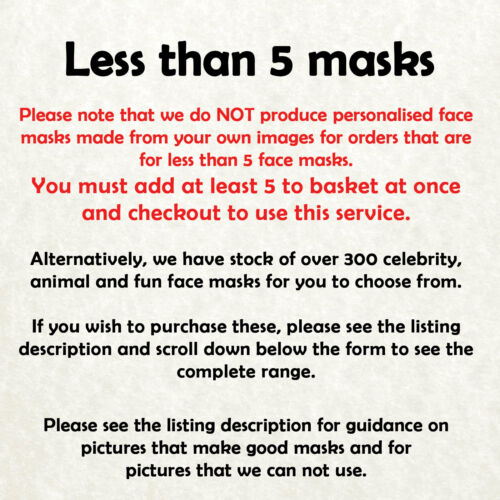 Less than 5 masks
Please note that we do NOT produce personalised face
masks made from your own images for orders that are
for less than 5 face masks.
You must add at least 5 to basket at once
and checkout to use this service.
Alternatively, we have stock of over 300 celebrity,
animal and fun face masks for you to choose from.
If you wish to purchase these, please see the listing
description and scroll down below the form to see the
complete range.
Please see the listing description for guidance on
pictures that make good masks and for
pictures that we can not use.